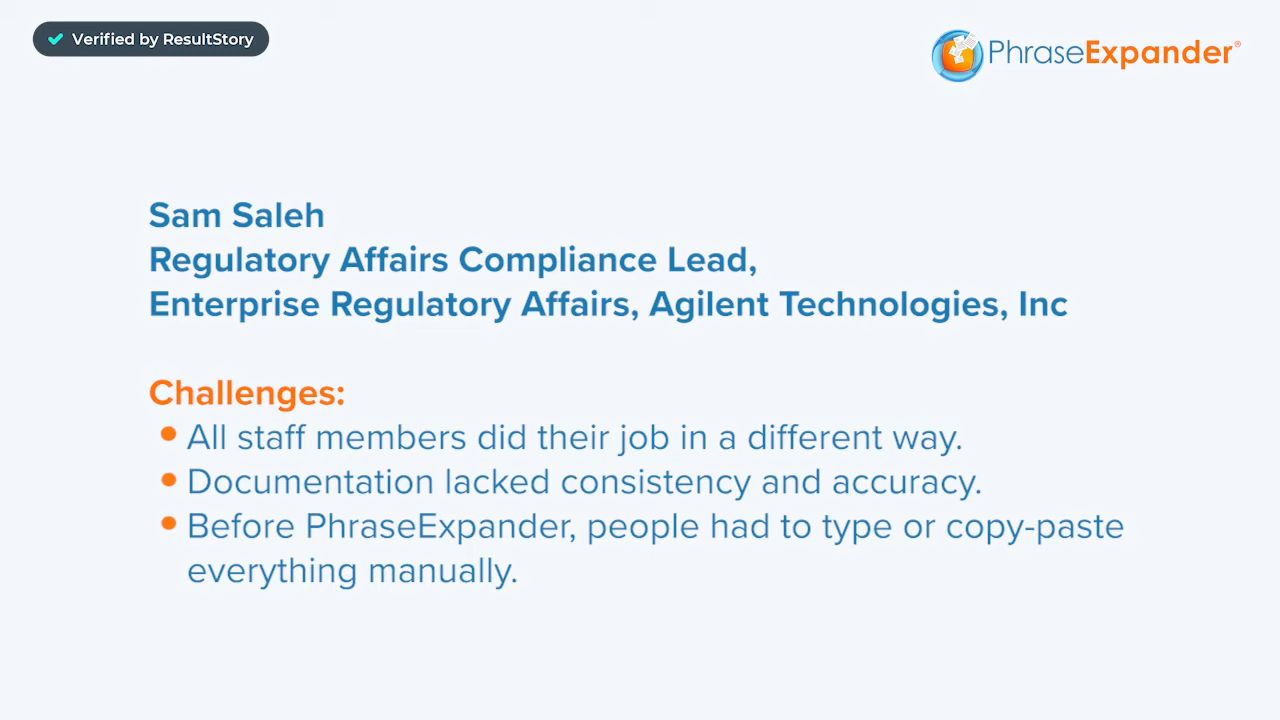 Verified by ResultStory
PhraseExpander®
Sam Saleh
Regulatory Affairs Compliance Lead,
Enterprise Regulatory Affairs, Agilent Technologies, Inc
Challenges:
• All staff members did their job in a different way.
• Documentation lacked consistency and accuracy.
• Before PhraseExpander, people had to type or copy-paste
everything manually.